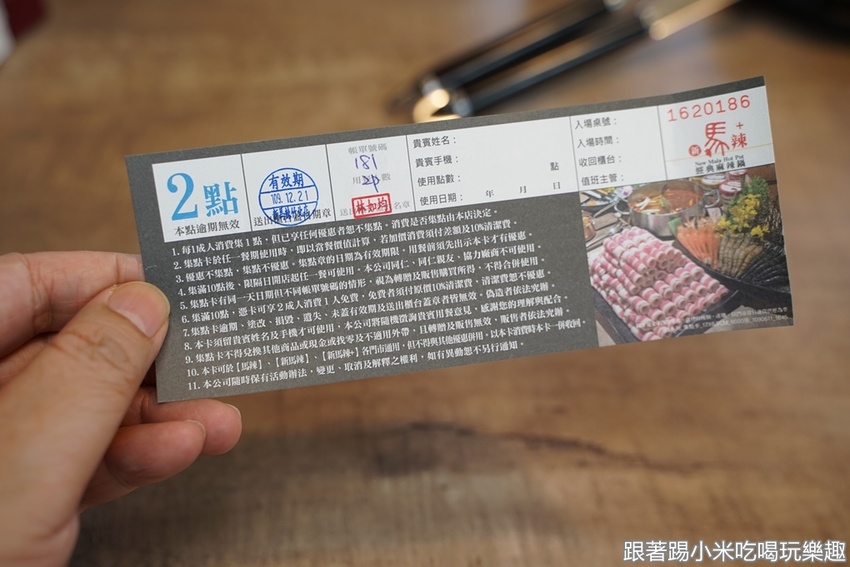 2點
本點逾期無效
有效期
109.12.21
帳單號碼
181
2p
林如均
貴賓姓名：
貴賓手機：
使用點數： 點
使用日期： 年 月 日
入場桌號：
入場時間：
收回櫃台：
值班主管：
1620186
新馬辣+
New Mala Hot Pot
經典麻辣鍋
1. 每1成人消費集1點，但已享任何優惠者恕不集點。消費是否集點由本店決定。
2. 集點卡於任一餐期使用時，即以當餐價值計算，若加價消費須付差額及10%清潔費。
3. 優惠不集點，集點不優惠。集點章的日期為有效期限。用餐前須先出示本卡才有優惠。
4. 集滿10點後，限隔日開店起任一餐可使用。本公司同仁、同仁親友、協力廠商不可使用。
5. 集點卡有同一天日期但不同帳單號碼的情形，視為轉贈及販售購買所得，不得合併使用。
6. 集滿10點，憑卡可享2成人消費1人免費，免費者須付原價10%清潔費，清潔費恕不優惠。
7. 集點卡逾期、塗改、損毀、遺失、未蓋有效期及送出櫃台蓋章者皆無效，偽造者依法究辦。
8. 本卡須留貴賓姓名及手機才可使用，本公司將隨機徵詢貴賓用餐意見，感謝您的理解與配合。
9. 集點卡不得兌換其他商品或現金或找零及不適用外帶，且轉贈及販售無效，販售者依法究辦。
10. 本卡可於【馬辣】、【新馬辣】、【新馬辣+】各門市通用，但不得與其他優惠併用，以本卡消費時本卡一併收回。
11. 本公司隨時保有活動辦法，變更、取消及解釋之權利，如有異動恕不另行通知。
跟著踢小米吃喝玩樂趣